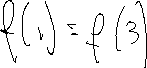 f(1) = f(3)